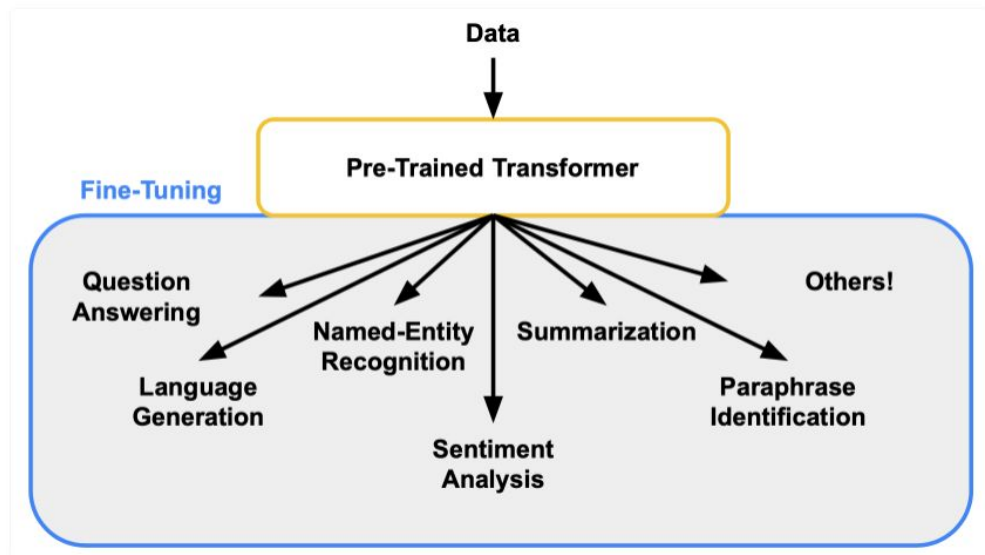 Data
Pre-Trained Transformer
Fine-Tuning
Question
Answering
Others!
Named-Entity
Recognition
Summarization
Language
Generation
Paraphrase
Identification
Sentiment
Analysis